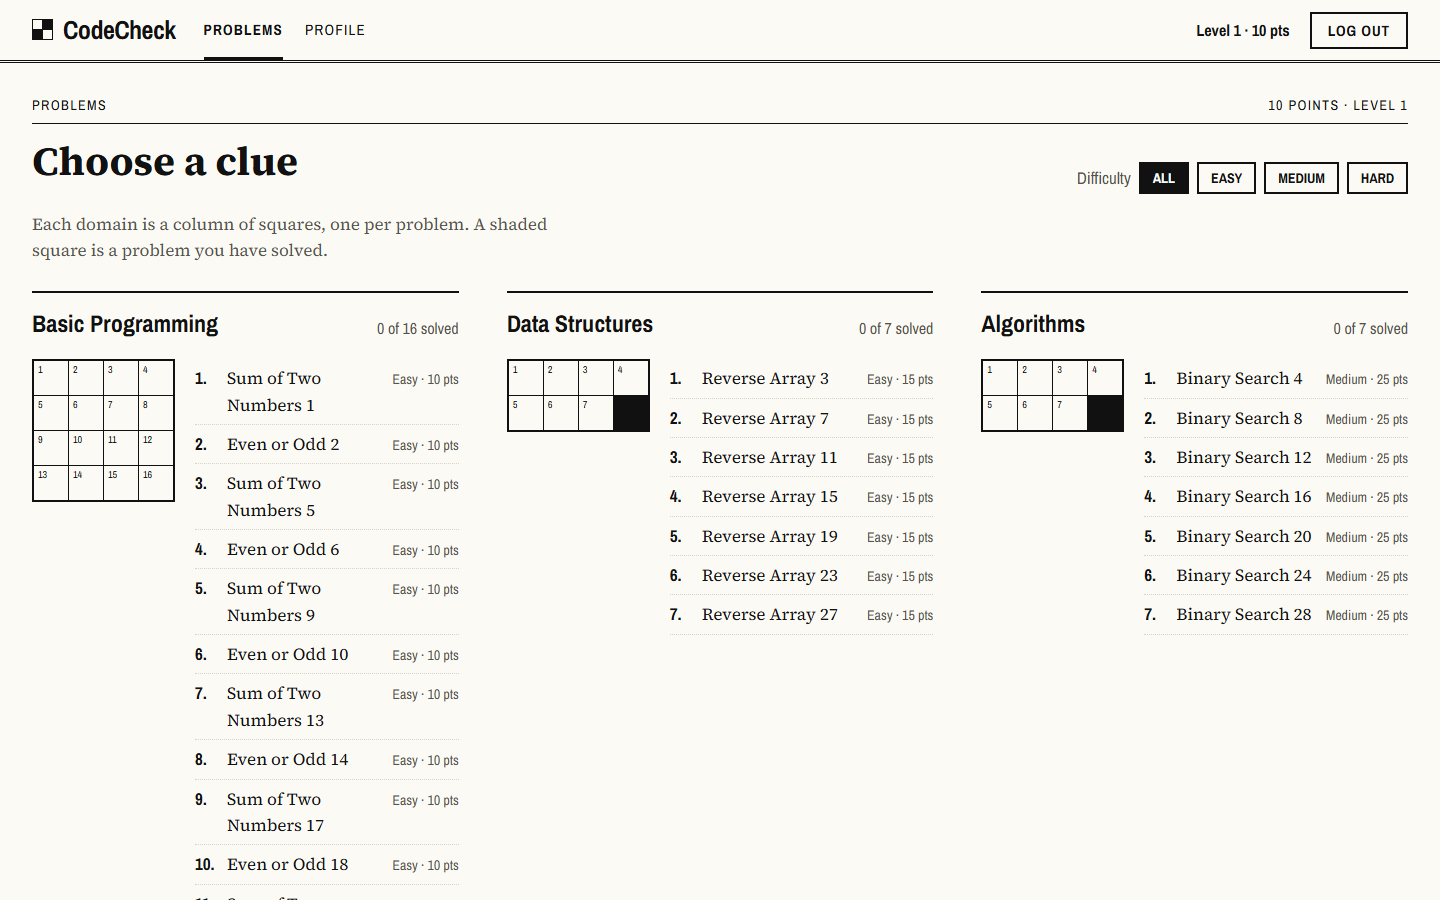 CodeCheck
PROBLEMS
PROFILE
Level 1 · 10 pts
LOG OUT
PROBLEMS
10 POINTS · LEVEL 1
Choose a clue
Difficulty
ALL
EASY
MEDIUM
HARD
Each domain is a column of squares, one per problem. A shaded
square is a problem you have solved.
Basic Programming
0 of 16 solved
1 2 3 4
5 6 7 8
9 10 11 12
13 14 15 16
1. Sum of Two Easy · 10 pts
Numbers 1
2. Even or Odd 2 Easy · 10 pts
3. Sum of Two Easy · 10 pts
Numbers 5
4. Even or Odd 6 Easy · 10 pts
5. Sum of Two Easy · 10 pts
Numbers 9
6. Even or Odd 10 Easy · 10 pts
7. Sum of Two Easy · 10 pts
Numbers 13
8. Even or Odd 14 Easy · 10 pts
9. Sum of Two Easy · 10 pts
Numbers 17
10. Even or Odd 18 Easy · 10 pts
Data Structures
0 of 7 solved
1 2 3 4
5 6 7
1. Reverse Array 3 Easy · 15 pts
2. Reverse Array 7 Easy · 15 pts
3. Reverse Array 11 Easy · 15 pts
4. Reverse Array 15 Easy · 15 pts
5. Reverse Array 19 Easy · 15 pts
6. Reverse Array 23 Easy · 15 pts
7. Reverse Array 27 Easy · 15 pts
Algorithms
0 of 7 solved
1 2 3 4
5 6 7
1. Binary Search 4 Medium · 25 pts
2. Binary Search 8 Medium · 25 pts
3. Binary Search 12 Medium · 25 pts
4. Binary Search 16 Medium · 25 pts
5. Binary Search 20 Medium · 25 pts
6. Binary Search 24 Medium · 25 pts
7. Binary Search 28 Medium · 25 pts